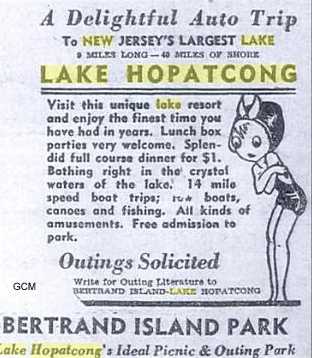 A Delightful Auto Trip
To NEW JERSEY'S LARGEST LAKE
9 MILES LONG — 40 MILES OF SHORE
LAKE HOPATCONG
Visit this unique lake resort
and enjoy the finest time you
have had in years. Lunch box
parties very welcome. Splen-
did full course dinner for $1.
Bathing right in the crystal
waters of the lake. 14 mile
speed boat trips; row boats,
canoes and fishing. All kinds of
amusements. Free admission to
park.
Outings Solicited
Write for Outing Literature to
BERTRAND ISLAND-LAKE HOPATCONG
GCM
BERTRAND ISLAND PARK
Lake Hopatcong's Ideal Picnic & Outing Park